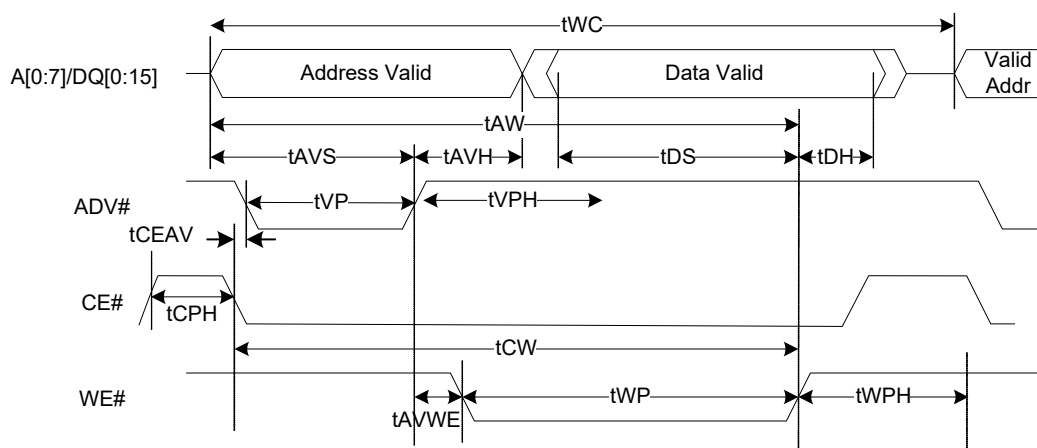 tWC
A[0:7]/DQ[0:15] Address Valid Data Valid Valid
Addr
tAW
tAVS tAVH tDS tDH
ADV# tVP tVPH
tCEAV
CE# tCPH
tCW
WE# tAVWE tWP tWPH